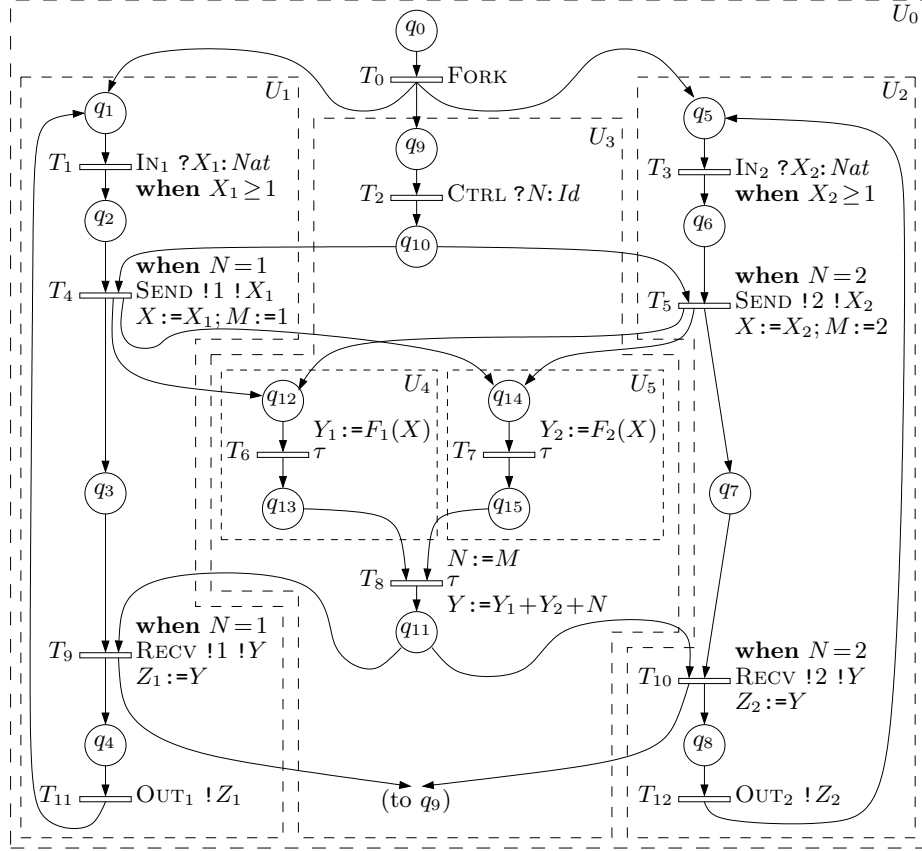 U0
q0
T0 FORK
U1
U2
q1
q5
U3
q9
T1 IN1 ?X1:Nat
when X1≥1
T2 CTRL ?N:Id
T3 IN2 ?X2:Nat
when X2≥1
q2
q6
q10
when N=1
T4 SEND !1 !X1
X:=X1; M:=1
when N=2
T5 SEND !2 !X2
X:=X2; M:=2
U4
U5
q12
q14
Y1:=F1(X)
T6 τ
Y2:=F2(X)
T7 τ
q3
q13
q15
q7
N:=M
T8 τ
Y:=Y1+Y2+N
q11
when N=1
T9 RECV !1 !Y
Z1:=Y
when N=2
T10 RECV !2 !Y
Z2:=Y
q4
q8
T11 OUT1 !Z1
(to q9)
T12 OUT2 !Z2